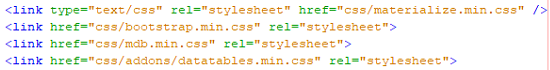 <link type="text/css" rel="stylesheet" href="css/materialize.min.css" />
<link href="css/bootstrap.min.css" rel="stylesheet">
<link href="css/mdb.min.css" rel="stylesheet">
<link href="css/addons/datatables.min.css" rel="stylesheet">